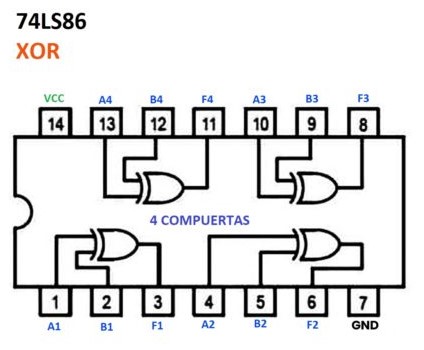 74LS86
XOR
VCC A4 B4 F4 A3 B3 F3
14 13 12 11 10 9 8
4 COMPUERTAS
1 2 3 4 5 6 7
A1 B1 F1 A2 B2 F2 GND